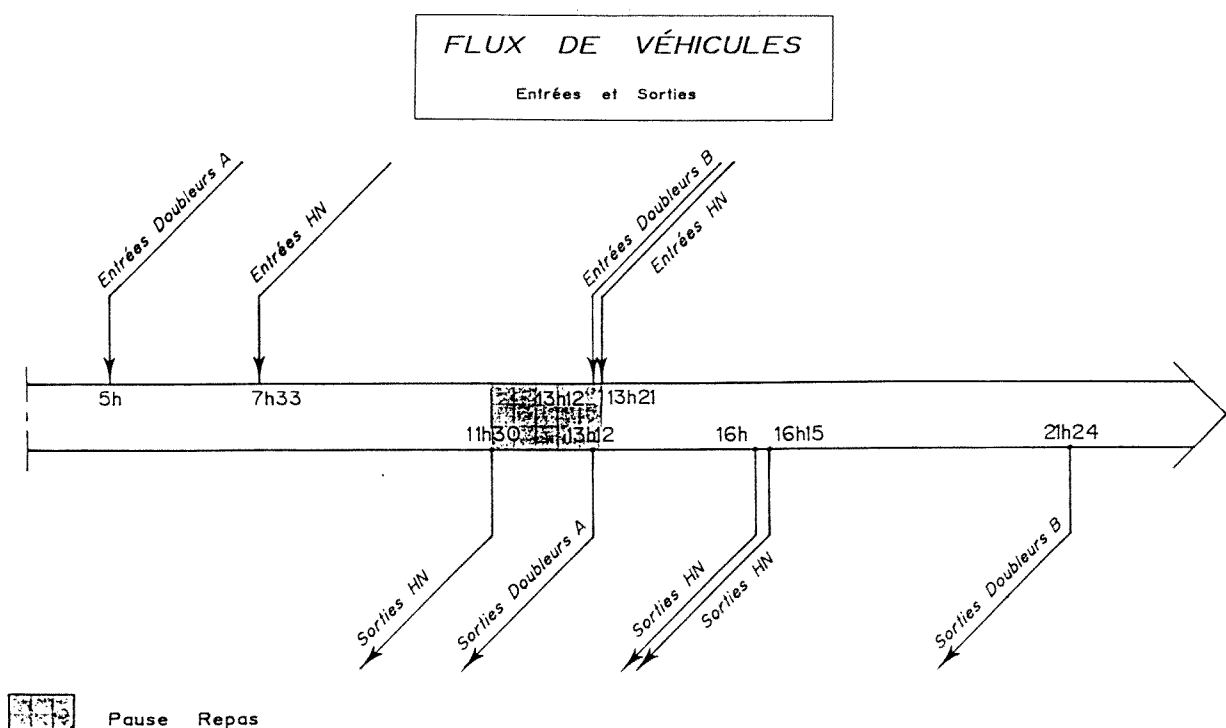 FLUX DE VÉHICULES
Entrées et Sorties
Entrées Doubleurs A
Entrées HN
Entrées Doubleurs B
Entrées HN
5h
7h33
13h12
13h21
11h30
13h12
16h
16h15
21h24
Sorties HN
Sorties Doubleurs A
Sorties HN
Sorties HN
Sorties Doubleurs B
Pause Repas